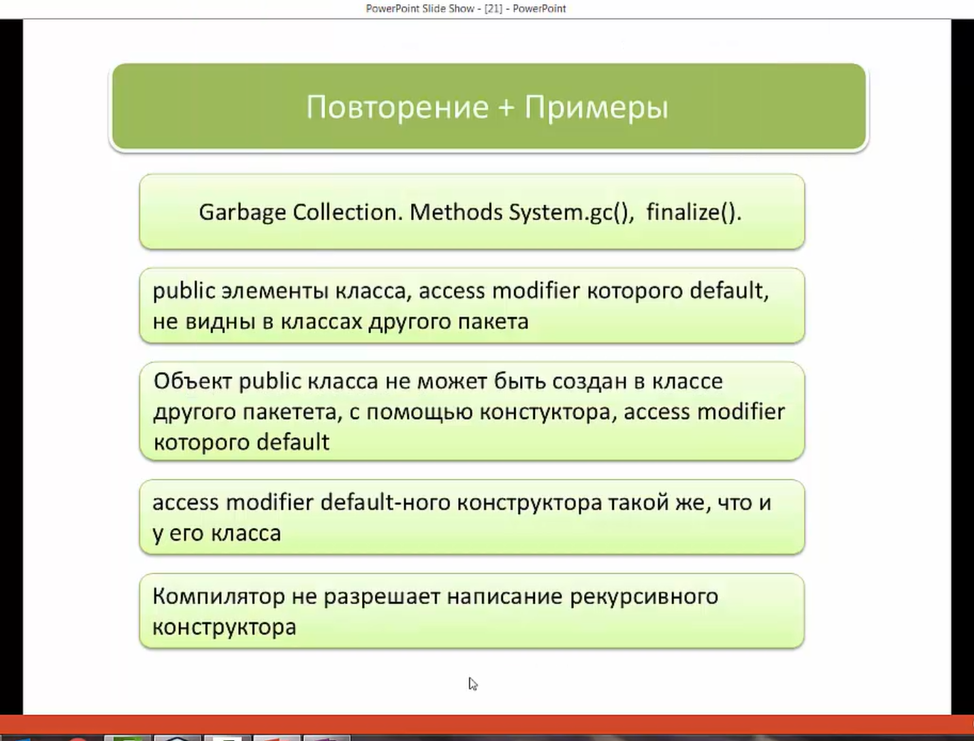 PowerPoint Slide Show - [21] - PowerPoint
Повторение + Примеры
Garbage Collection. Methods System.gc(), finalize().
public элементы класса, access modifier которого default,
не видны в классах другого пакета
Объект public класса не может быть создан в классе
другого пакетета, с помощью констуктора, access modifier
которого default
access modifier default-ного конструктора такой же, что и
у его класса
Компилятор не разрешает написание рекурсивного
конструктора